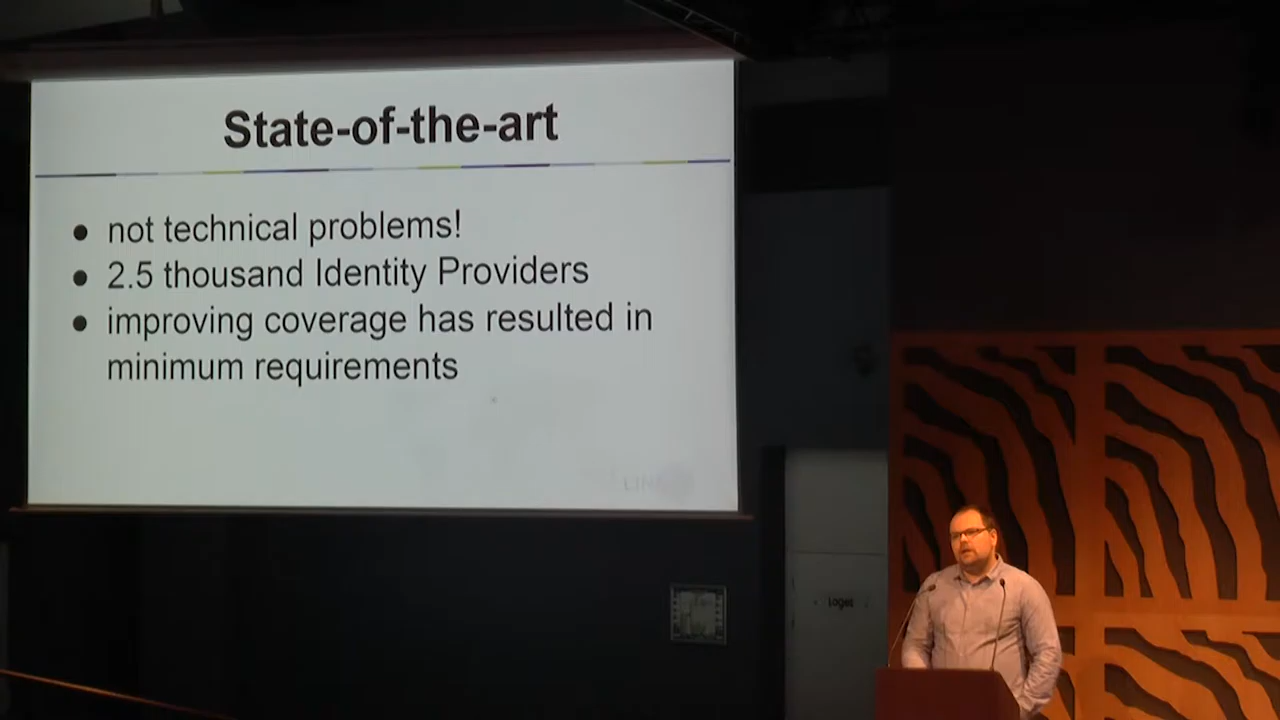 State-of-the-art
● not technical problems!
● 2.5 thousand Identity Providers
● improving coverage has resulted in
minimum requirements
Loges